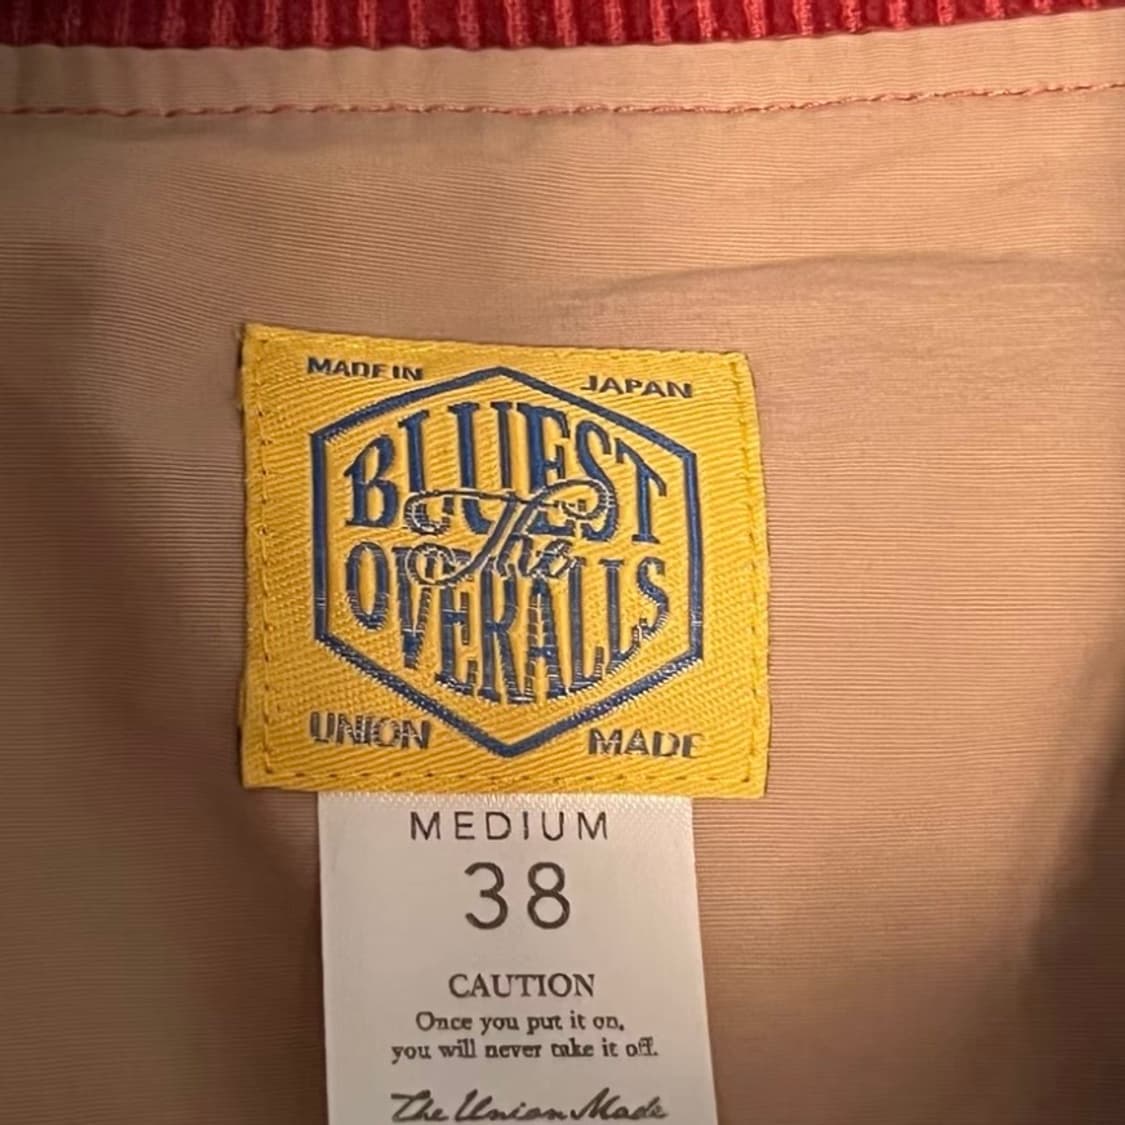 MADE IN JAPAN
The
BLUEST
OVERALLS
UNION MADE
MEDIUM
38
CAUTION
Once you put it on,
you will never take it off.
The Union Made